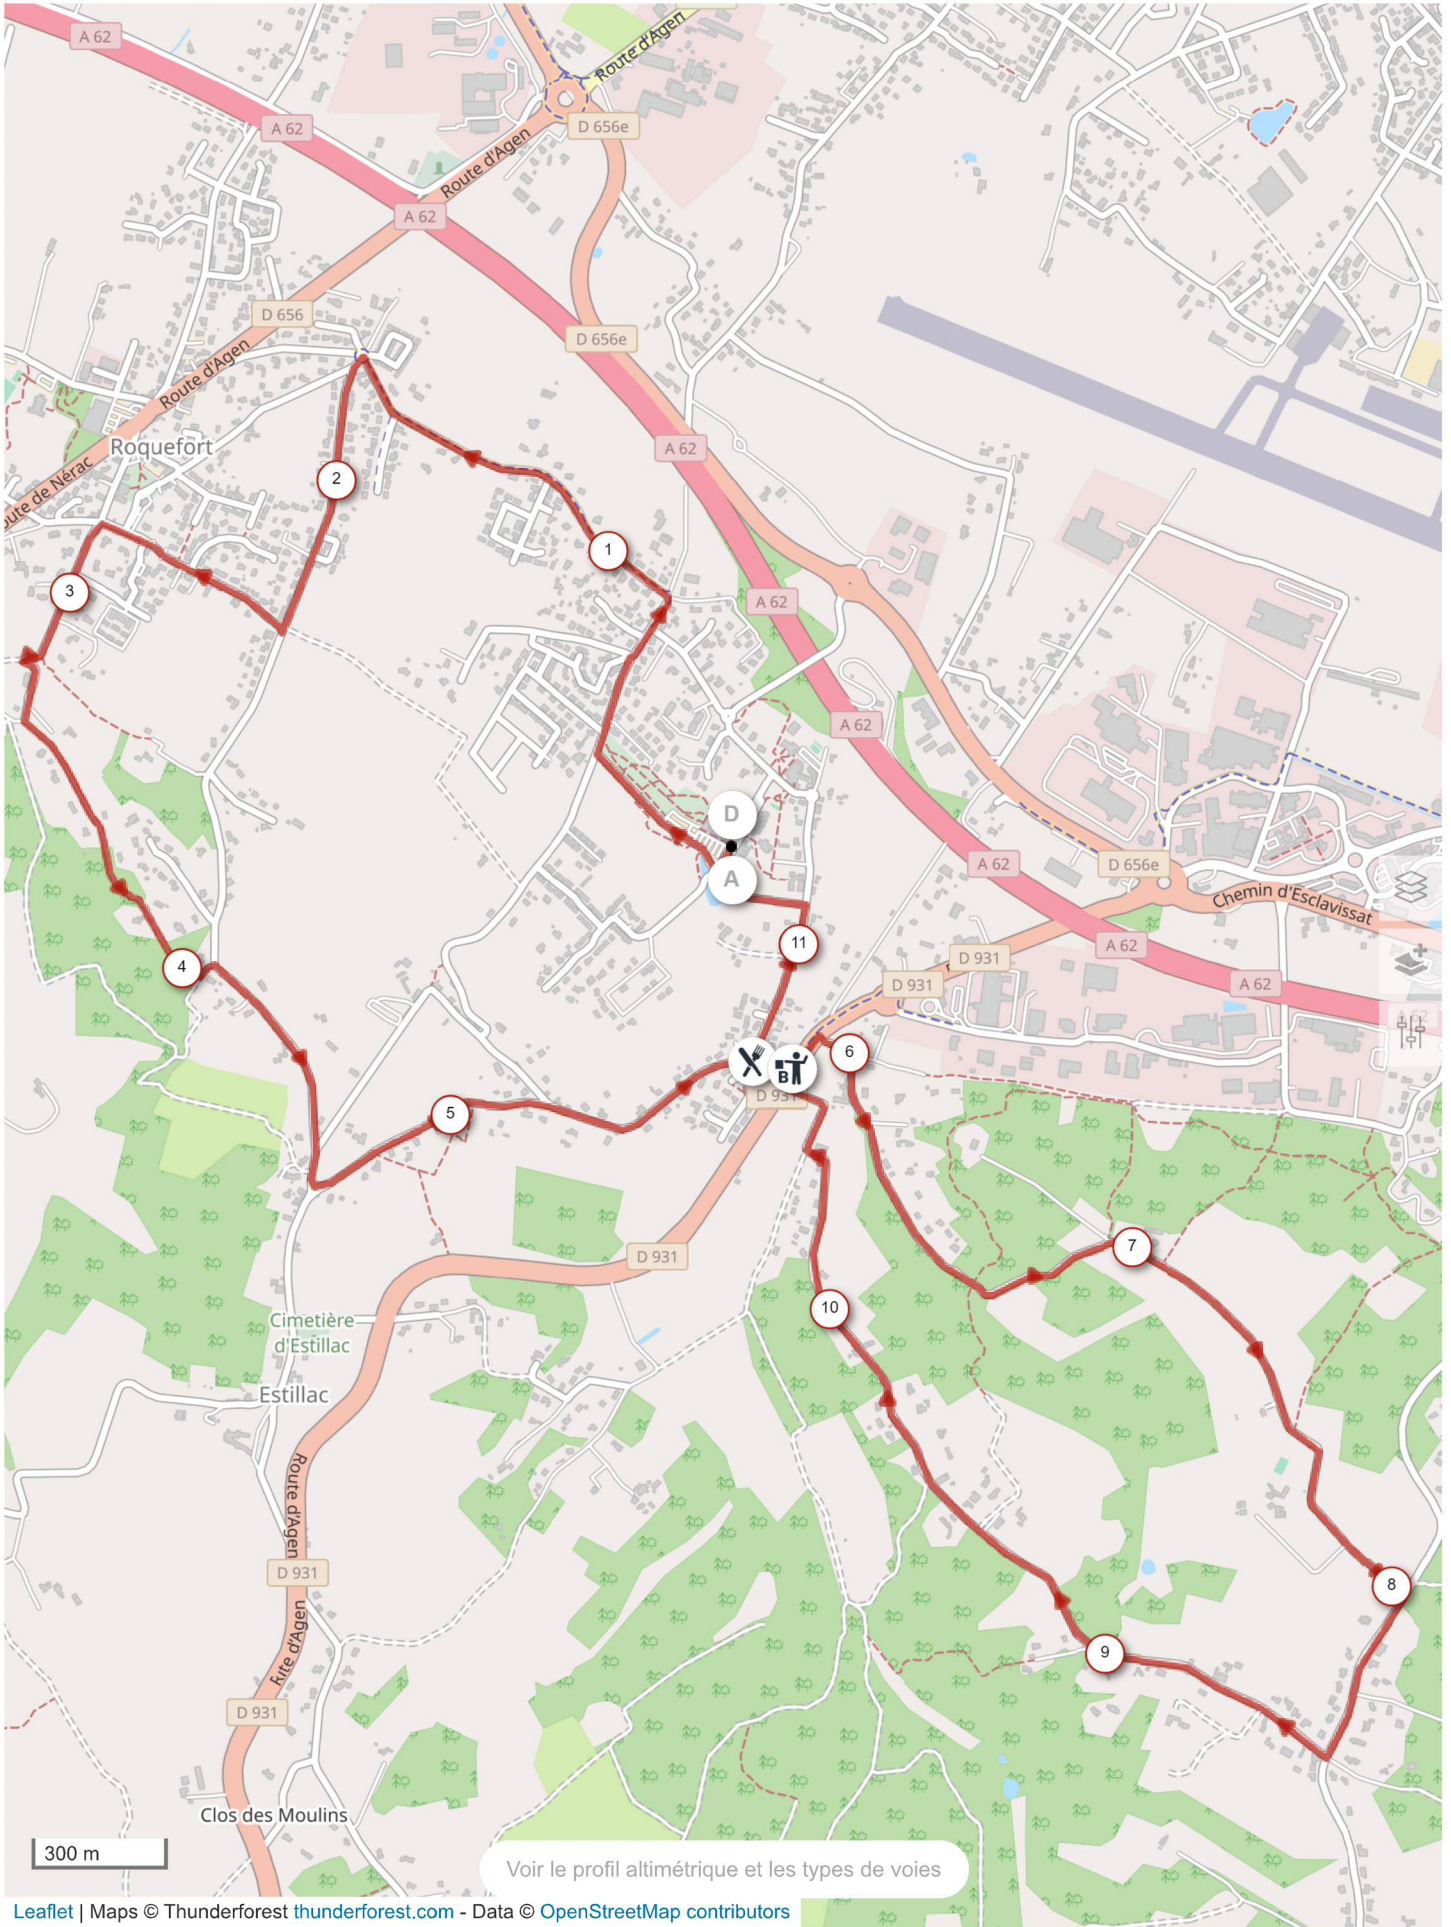 A 62
Route d'Agen
A 62
D 656e
Route d'Agen
A 62
D 656
D 656e
Route d'Agen
Roquefort
A 62
2
oute de Nérac
1
3
A 62
A 62
D
A 62
D 656e
A
Chemin d'Esclavissat
11
A 62
D 931
4
D 931
A 62
A 62
6
B
D 931
5
7
D 931
10
Cimetière
d'Estillac
Estillac
Route d'Agen
D 931
8
Rte d'Agen
9
D 931
Clos des Moulins
300 m
Voir le profil altimétrique et les types de voies
Leaflet | Maps © Thunderforest thunderforest.com - Data © OpenStreetMap contributors